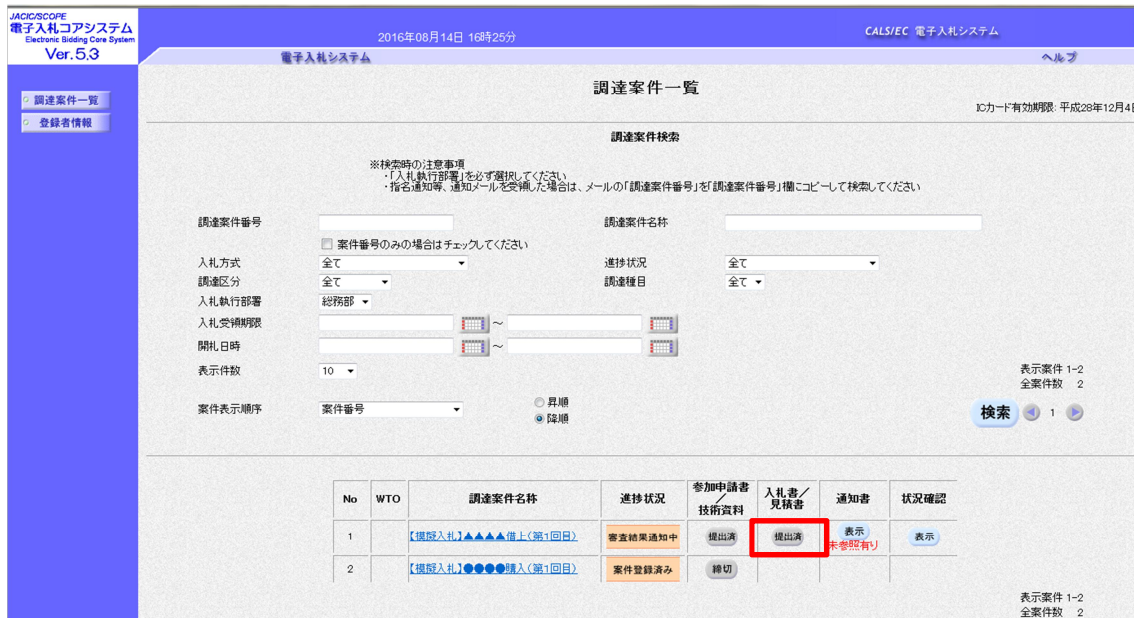 JACIC/SCOPE
電子入札コアシステム
Electronic Bidding Core System
Ver.5.3
2016年08月14日 16時25分
CALS/EC 電子入札システム
電子入札システム
ヘルプ
調達案件一覧
登録者情報
調達案件一覧
ICカード有効期限: 平成28年12月4日
調達案件検索
※検索時の注意事項
・「入札執行部署」を必ず選択してください
・指名通知等、通知メールを受領した場合は、メールの「調達案件番号」を「調達案件番号」欄にコピーして検索してください
調達案件番号
調達案件名称
案件番号のみの場合はチェックしてください
入札方式 全て
進捗状況 全て
調達区分 全て
調達種目 全て
入札執行部署 総務部
入札受領期限 ～
開札日時 ～
表示件数 10
表示案件 1-2
全案件数 2
案件表示順序 案件番号
昇順
降順
検索 1
No WTO 調達案件名称 進捗状況 参加申請書／技術資料 入札書／見積書 通知書 状況確認
1 【模擬入札】▲▲▲▲借上(第1回目) 審査結果通知中 提出済 提出済 表示 未参照有り 表示
2 【模擬入札】●●●●購入(第1回目) 案件登録済み 締切
表示案件 1-2
全案件数 2